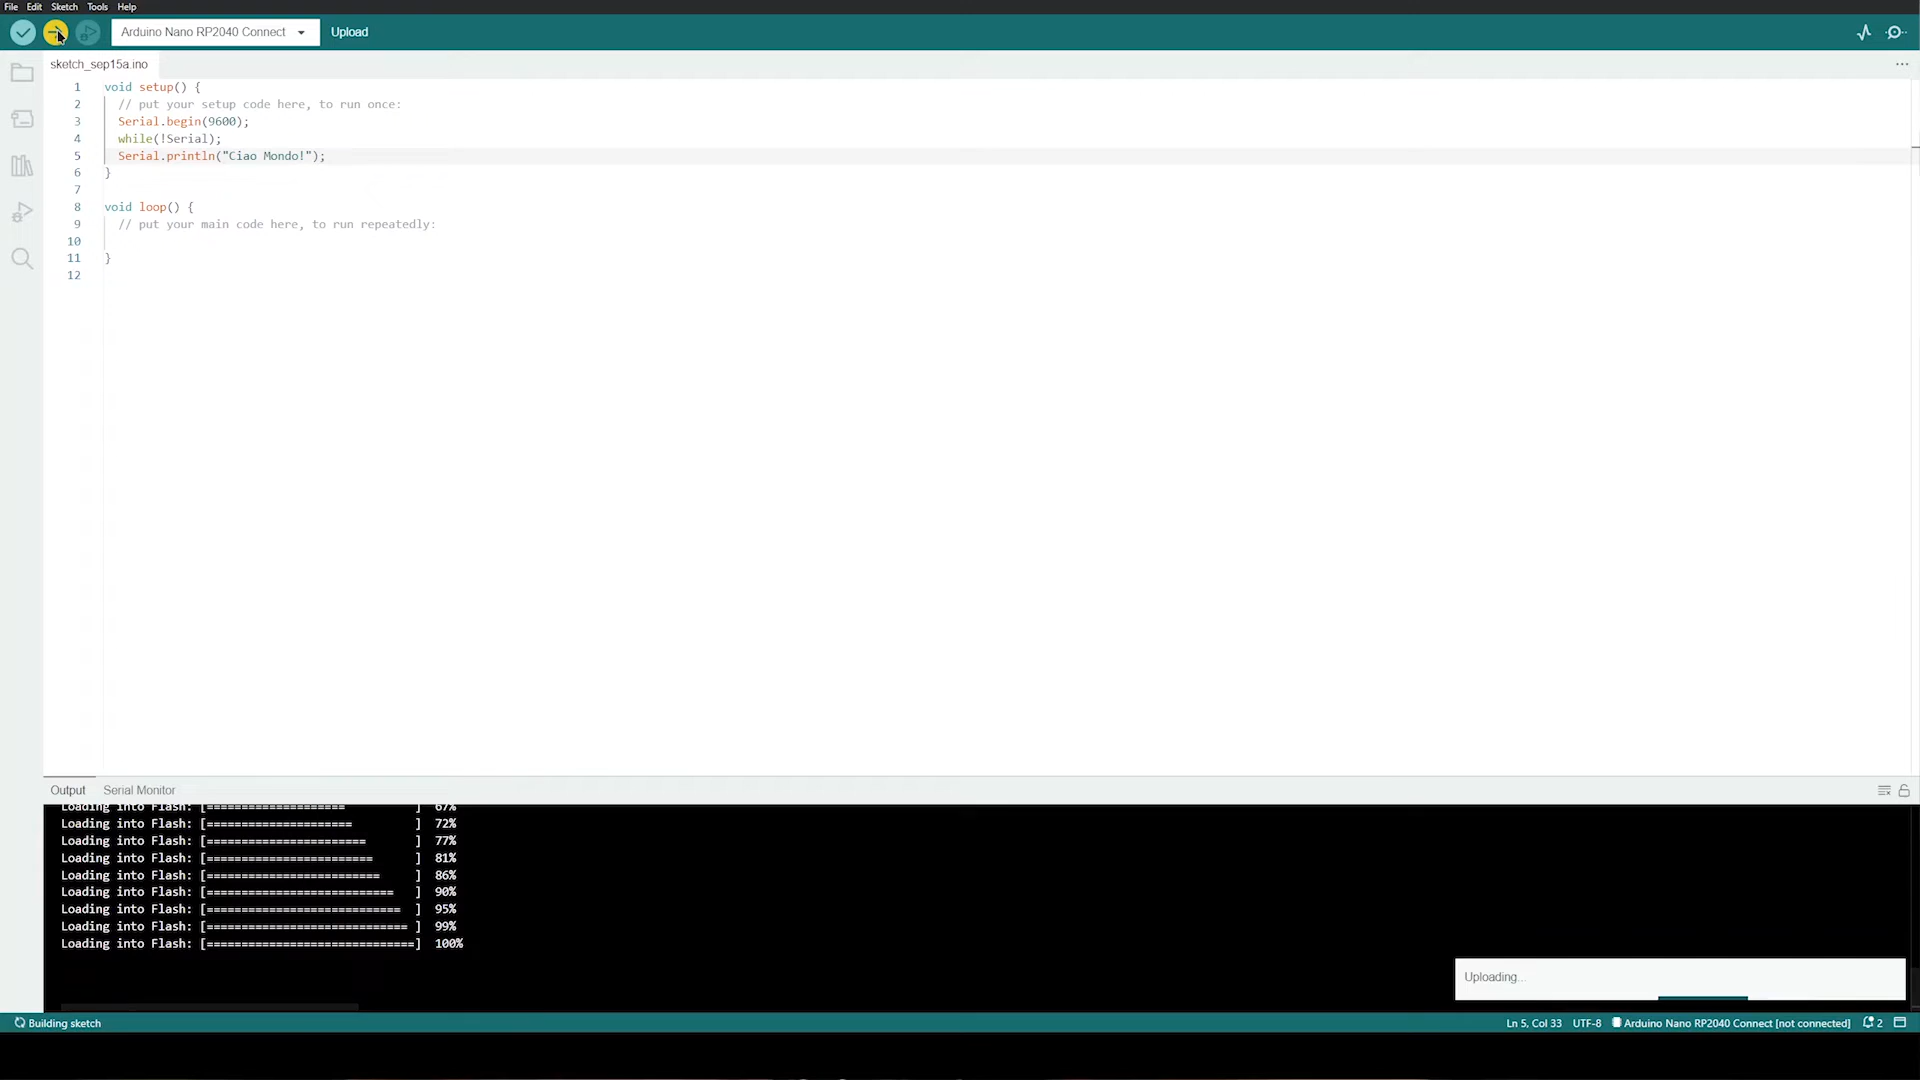 File Edit Sketch Tools Help
Arduino Nano RP2040 Connect Upload
sketch_sep15a.ino
1 void setup() {
2 // put your setup code here, to run once:
3 Serial.begin(9600);
4 while(!Serial);
5 Serial.println("Ciao Mondo!");
6 }
7
8 void loop() {
9 // put your main code here, to run repeatedly:
10
11 }
12
Output Serial Monitor
Loading into Flash: [==================== ] 67%
Loading into Flash: [===================== ] 72%
Loading into Flash: [======================= ] 77%
Loading into Flash: [======================== ] 81%
Loading into Flash: [========================= ] 86%
Loading into Flash: [=========================== ] 90%
Loading into Flash: [============================ ] 95%
Loading into Flash: [============================= ] 99%
Loading into Flash: [==============================] 100%
Uploading...
Building sketch Ln 5, Col 33 UTF-8 Arduino Nano RP2040 Connect [not connected] 2